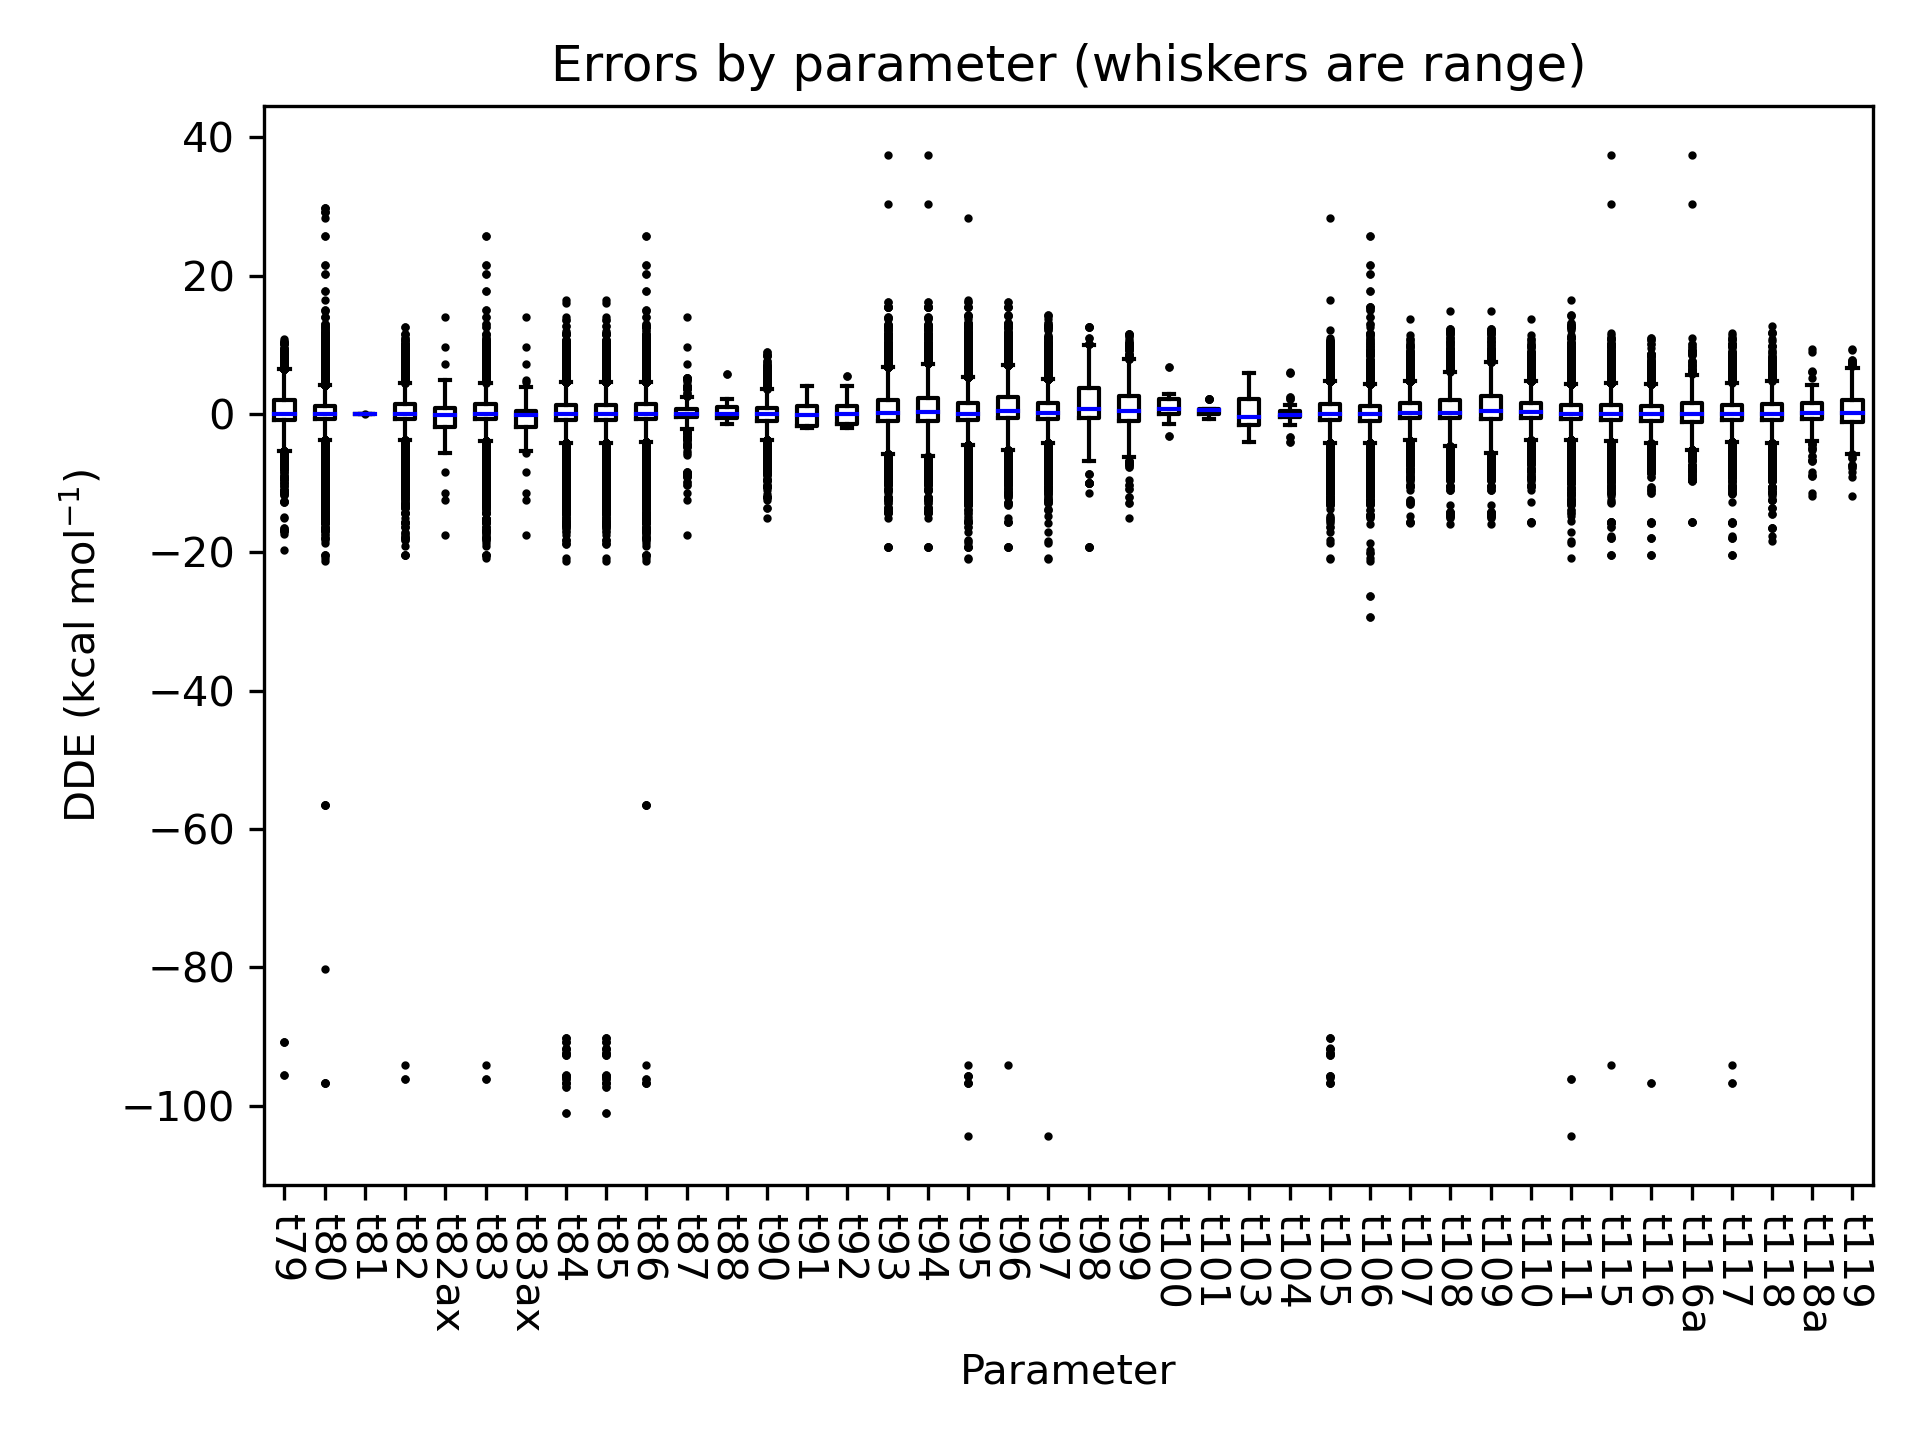 Errors by parameter (whiskers are range)
40
20
0
−20
−40
−60
−80
−100
DDE (kcal mol⁻¹)
t79 t80 t81 t82 t82ax t83 t83ax t84 t85 t86 t87 t88 t90 t91 t92 t93 t94 t95 t96 t97 t98 t99 t100 t101 t103 t104 t105 t106 t107 t108 t109 t110 t111 t115 t116 t116a t117 t118 t118a t119
Parameter